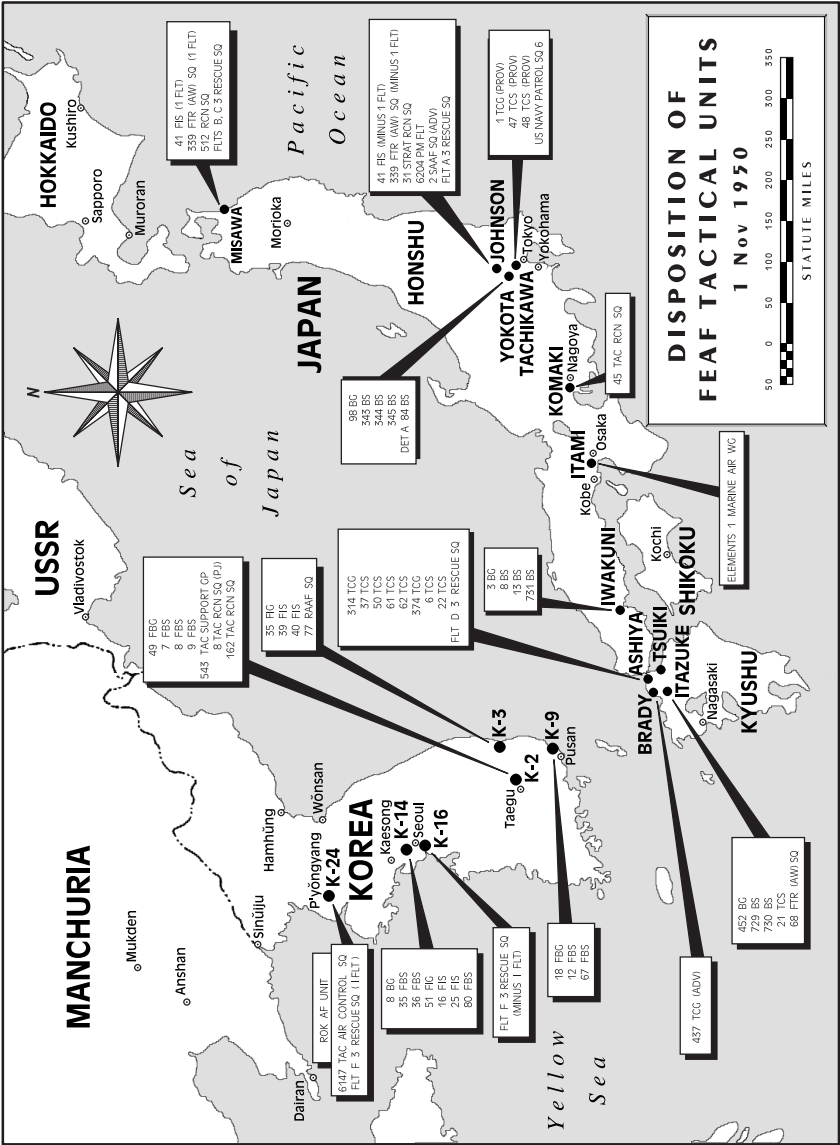 DISPOSITION OF
FEAF TACTICAL UNITS
1 Nov 1950
50 0 50 100 150 200 250 300 350
STATUTE MILES
N
MANCHURIA
Mukden
Anshan
Dairan
Sinŭiju
USSR
Vladivostok
Sea
of
Japan
HOKKAIDO
Kushiro
Sapporo
Muroran
Pacific
Ocean
MISAWA
Morioka
JAPAN
HONSHU
JOHNSON
YOKOTA
TACHIKAWA
Tokyo
Yokohama
KOMAKI
Nagoya
ITAMI
Osaka
Kobe
IWAKUNI
Kochi
SHIKOKU
ASHIYA
TSUIKI
BRADY
ITAZUKE
Nagasaki
KYUSHU
Hamhŭng
Wŏnsan
P'yŏngyang
K-24
KOREA
Kaesong
K-14
Seoul
K-16
K-3
K-2
Taegu
K-9
Pusan
Yellow
Sea
41 FIS (1 FLT)
339 FTR (AW) SQ (1 FLT)
512 RCN SQ
FLTS B, C 3 RESCUE SQ
41 FIS (MINUS 1 FLT)
339 FTR (AW) SQ (MINUS 1 FLT)
31 STRAT RCN SQ
6204 PM FLT
2 SAAF SQ (ADV)
FLT A 3 RESCUE SQ
1 TCG (PROV)
47 TCS (PROV)
48 TCS (PROV)
US NAVY PATROL SQ 6
98 BG
343 BS
344 BS
345 BS
DET A 84 BS
45 TAC RCN SQ
ELEMENTS 1 MARINE AIR WG
49 FBG
7 FBS
8 FBS
9 FBS
543 TAC SUPPORT GP
8 TAC RCN SQ (PJ)
162 TAC RCN SQ
35 FIG
39 FIS
40 FIS
77 RAAF SQ
314 TCG
37 TCS
50 TCS
61 TCS
62 TCS
374 TCG
6 TCS
22 TCS
FLT D 3 RESCUE SQ
3 BG
8 BS
13 BS
731 BS
ROK AF UNIT
6147 TAC AIR CONTROL SQ
FLT F 3 RESCUE SQ (I FLT)
8 BG
35 FBS
36 FBS
51 FIG
16 FIS
25 FIS
80 FBS
FLT F 3 RESCUE SQ
(MINUS I FLT)
18 FBG
12 FBS
67 FBS
437 TCG (ADV)
452 BG
729 BS
730 BS
21 TCS
68 FTR (AW) SQ